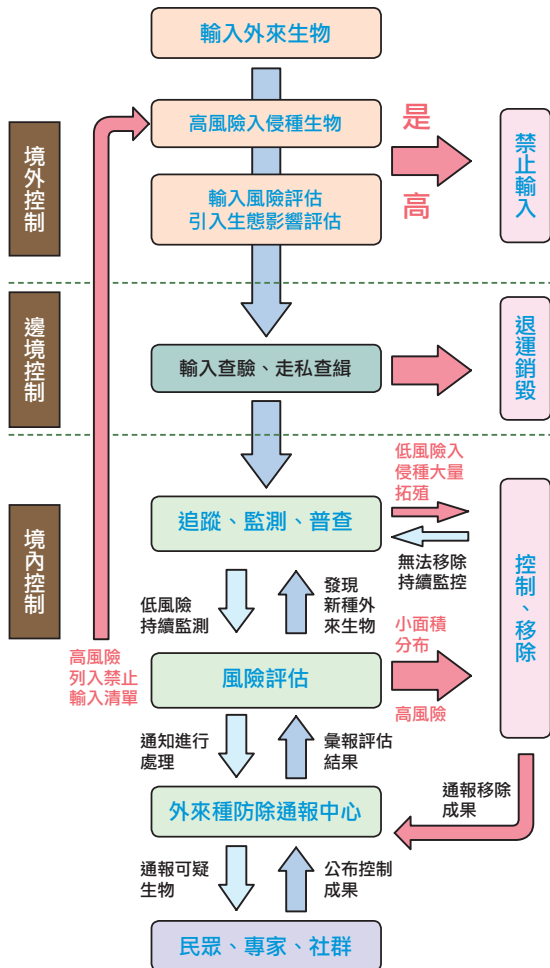 輸入外來生物
境外控制
高風險入侵種生物
是
高
禁止輸入
輸入風險評估
引入生態影響評估
邊境控制
輸入查驗、走私查緝
退運銷毀
境內控制
低風險入
侵種大量
拓殖
追蹤、監測、普查
無法移除
持續監控
控制、移除
低風險
持續監測
發現
新種外
來生物
小面積
分布
高風險
列入禁止
輸入清單
風險評估
高風險
通知進行
處理
彙報評估
結果
通報移除
成果
外來種防除通報中心
通報可疑
生物
公布控制
成果
民眾、專家、社群